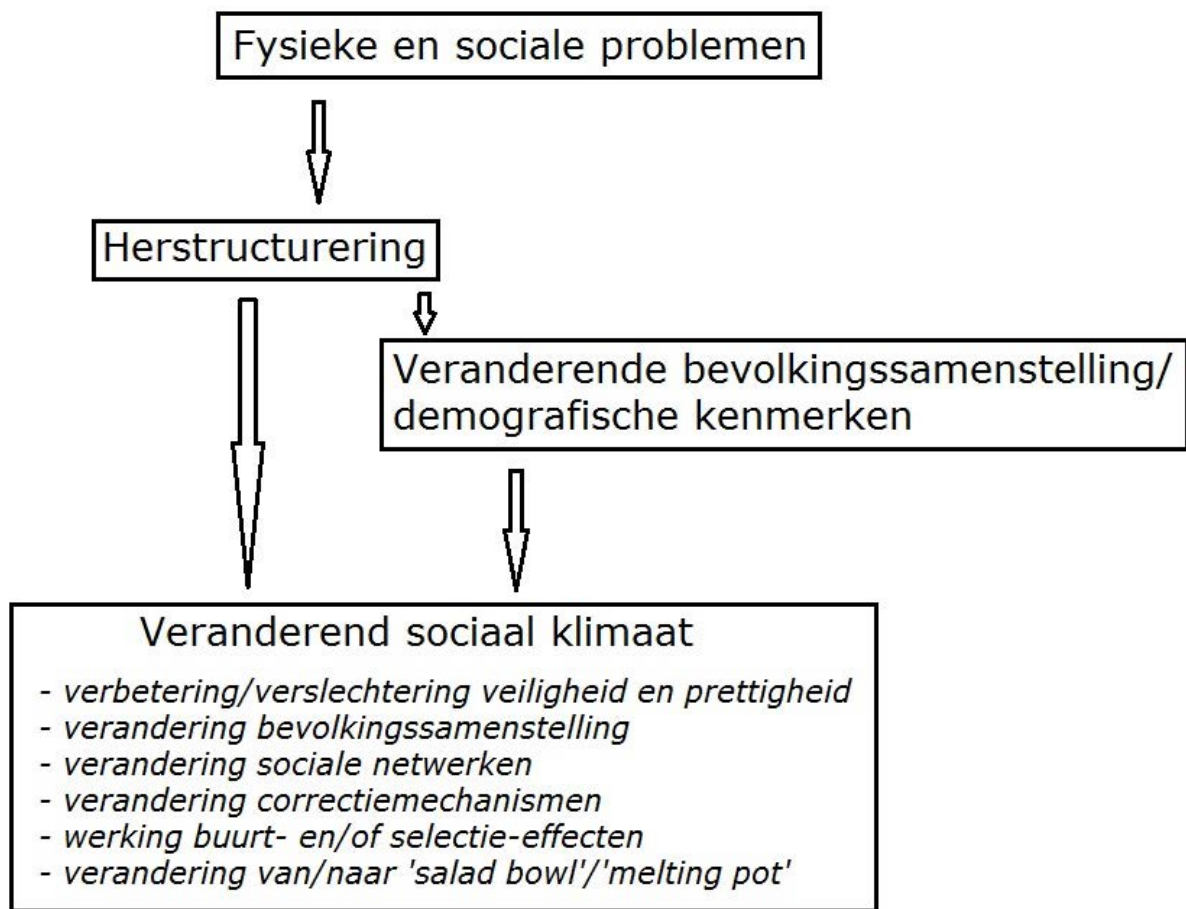 Fysieke en sociale problemen
Herstructurering
Veranderende bevolkingssamenstelling/
demografische kenmerken
Veranderend sociaal klimaat
- verbetering/verslechtering veiligheid en prettigheid
- verandering bevolkingssamenstelling
- verandering sociale netwerken
- verandering correctiemechanismen
- werking buurt- en/of selectie-effecten
- verandering van/naar 'salad bowl'/'melting pot'